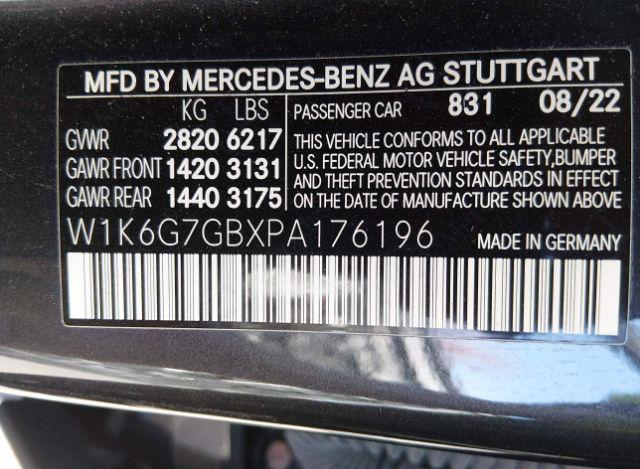 MFD BY MERCEDES-BENZ AG STUTTGART
KG LBS PASSENGER CAR 831 08/22
GVWR 2820 6217
GAWR FRONT 1420 3131
GAWR REAR 1440 3175
THIS VEHICLE CONFORMS TO ALL APPLICABLE
U.S. FEDERAL MOTOR VEHICLE SAFETY,BUMPER
AND THEFT PREVENTION STANDARDS IN EFFECT
ON THE DATE OF MANUFACTURE SHOWN ABOVE
W1K6G7GBXPA176196 MADE IN GERMANY